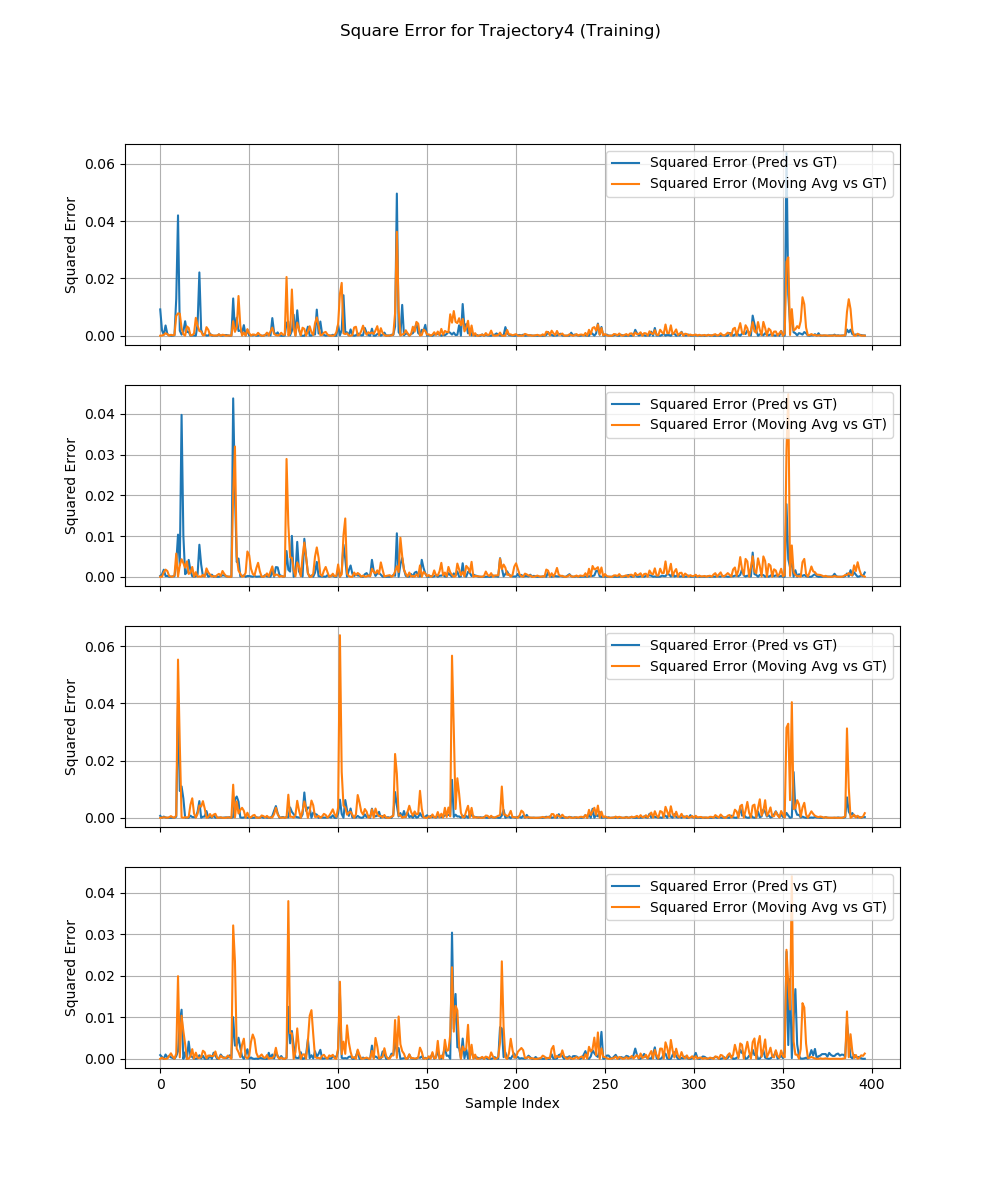 Square Error for Trajectory4 (Training)
0.06
0.04
0.02
0.00
Squared Error
Squared Error (Pred vs GT)
Squared Error (Moving Avg vs GT)
0.04
0.03
0.02
0.01
0.00
Squared Error
Squared Error (Pred vs GT)
Squared Error (Moving Avg vs GT)
0.06
0.04
0.02
0.00
Squared Error
Squared Error (Pred vs GT)
Squared Error (Moving Avg vs GT)
0.04
0.03
0.02
0.01
0.00
Squared Error
Squared Error (Pred vs GT)
Squared Error (Moving Avg vs GT)
0 50 100 150 200 250 300 350 400
Sample Index